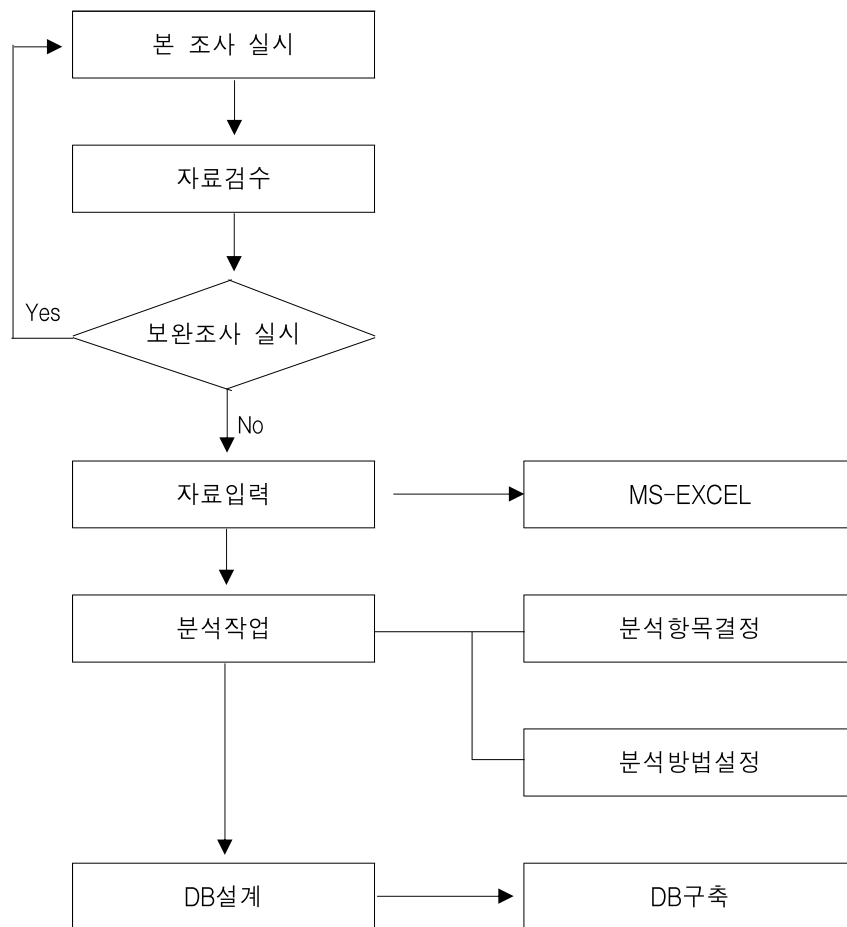 본 조사 실시
자료검수
Yes
보완조사 실시
No
자료입력
MS-EXCEL
분석작업
분석항목결정
분석방법설정
DB설계
DB구축